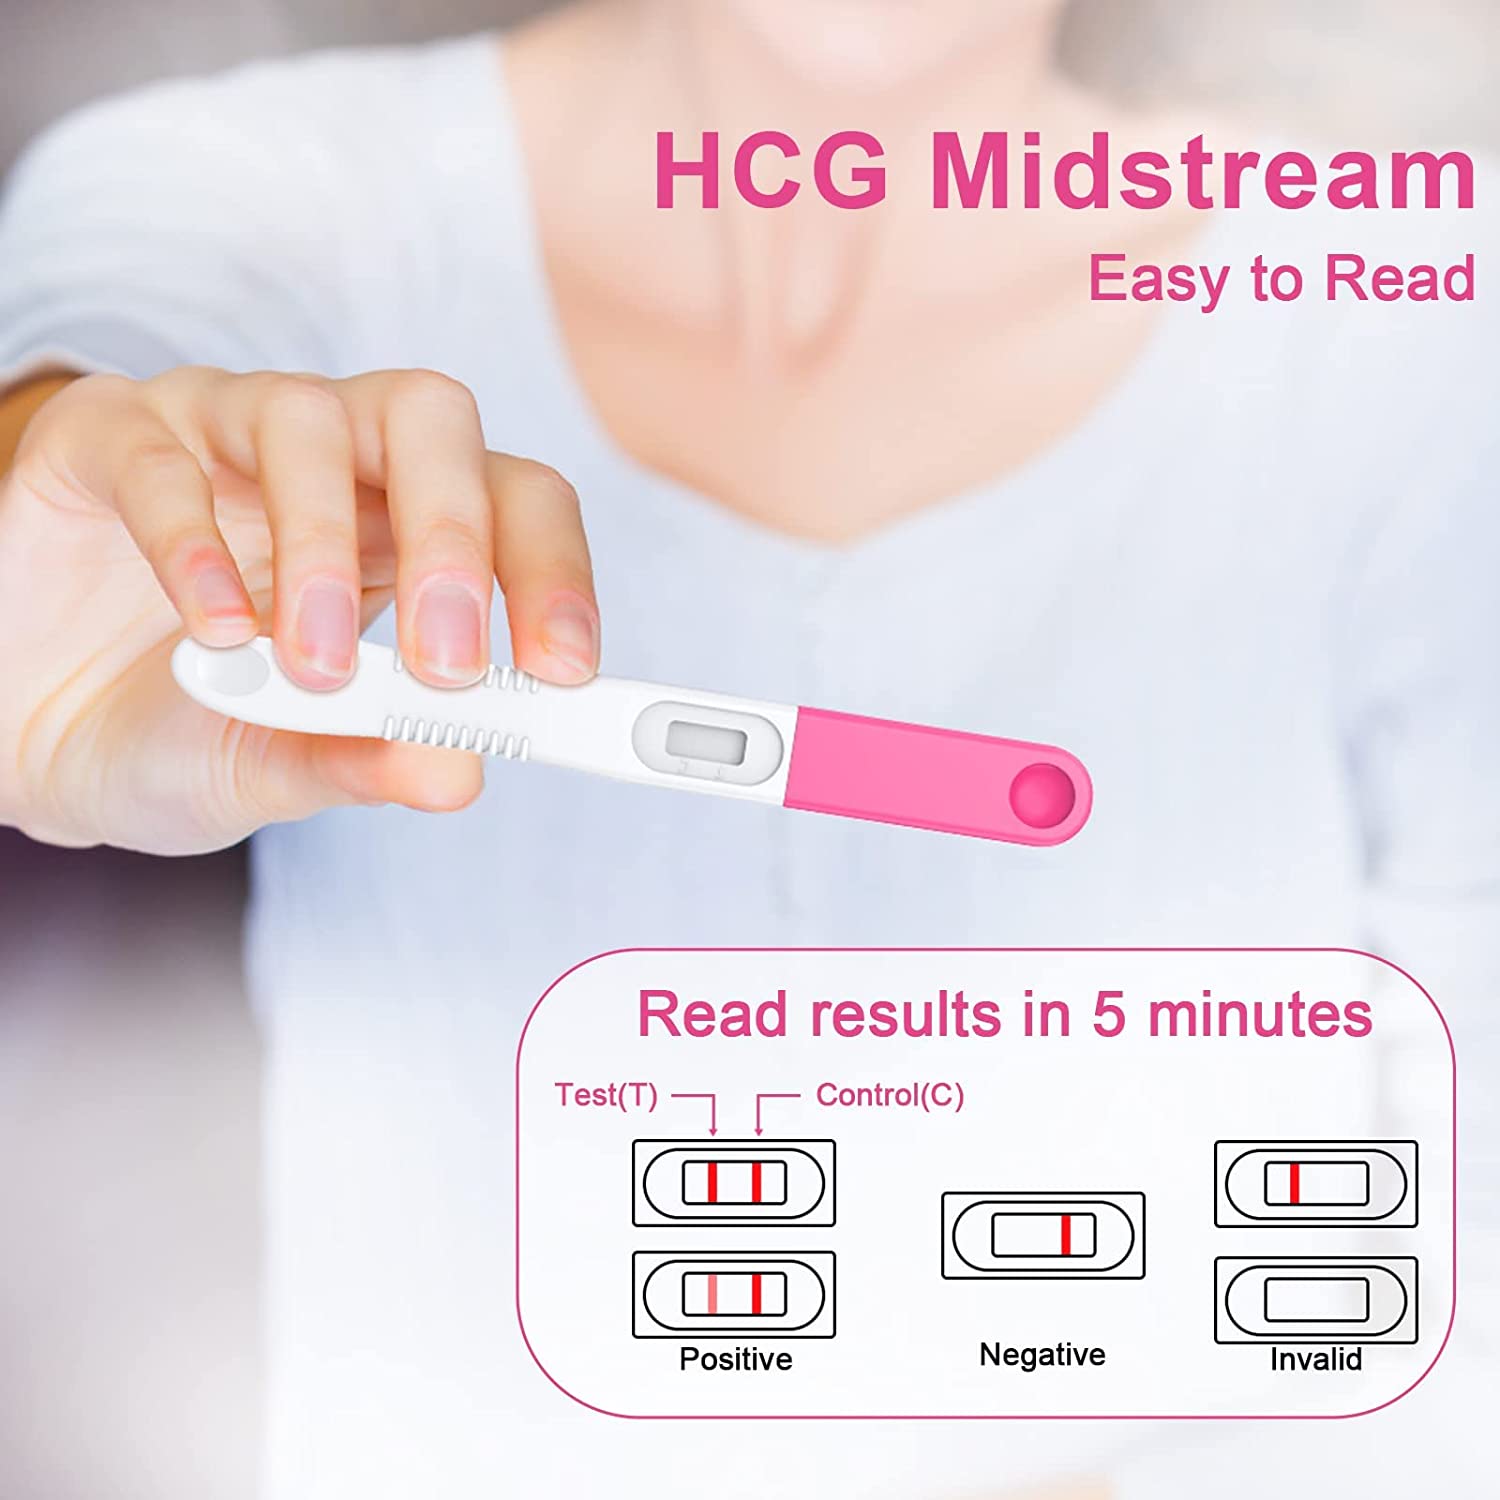 HCG Midstream
Easy to Read
Read results in 5 minutes
Test(T) Control(C)
Positive
Negative
Invalid